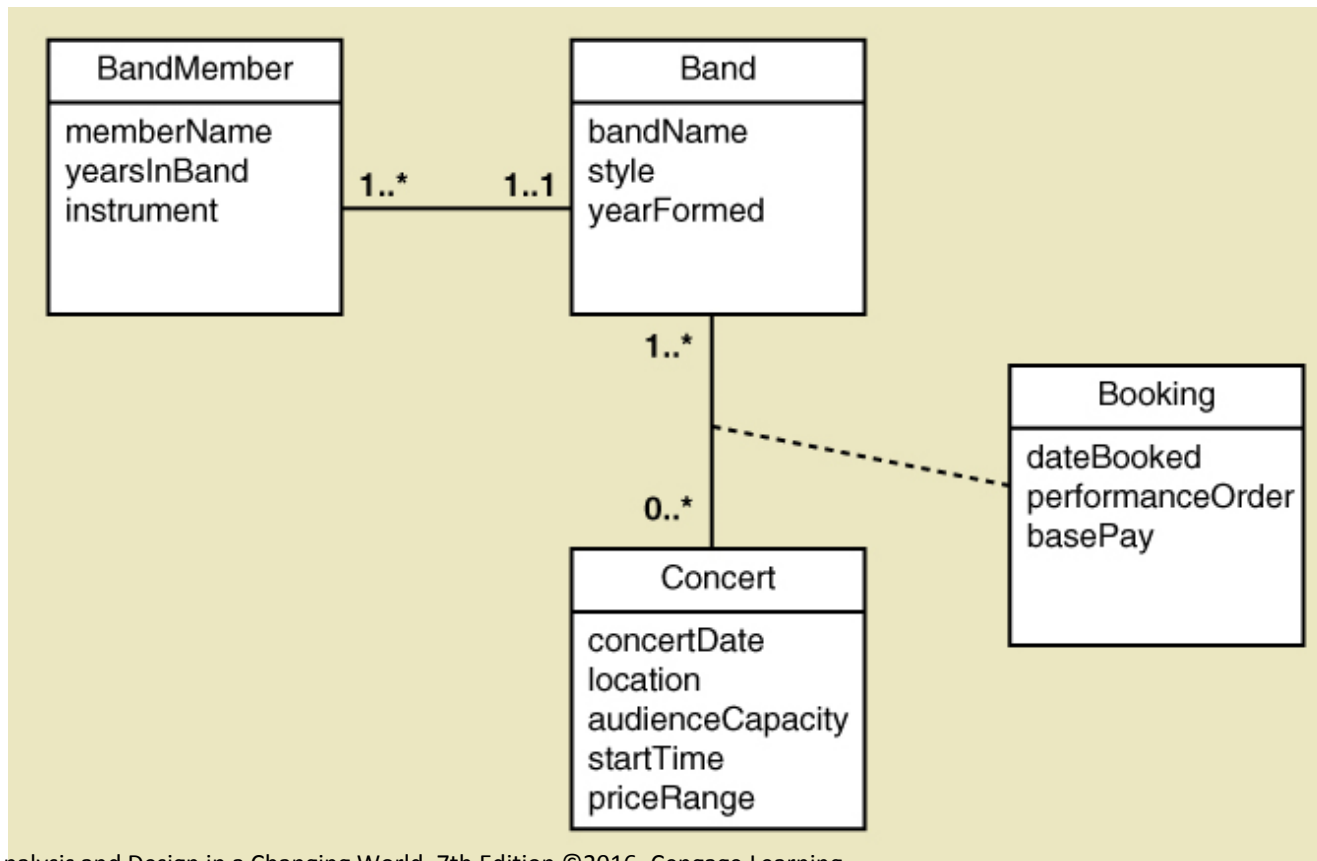 BandMember
memberName
yearsInBand
instrument
1..*
1..1
Band
bandName
style
yearFormed
1..*
0..*
Booking
dateBooked
performanceOrder
basePay
Concert
concertDate
location
audienceCapacity
startTime
priceRange
and Design in a Changing World, 7th Edition ©2016. Cengage Learning